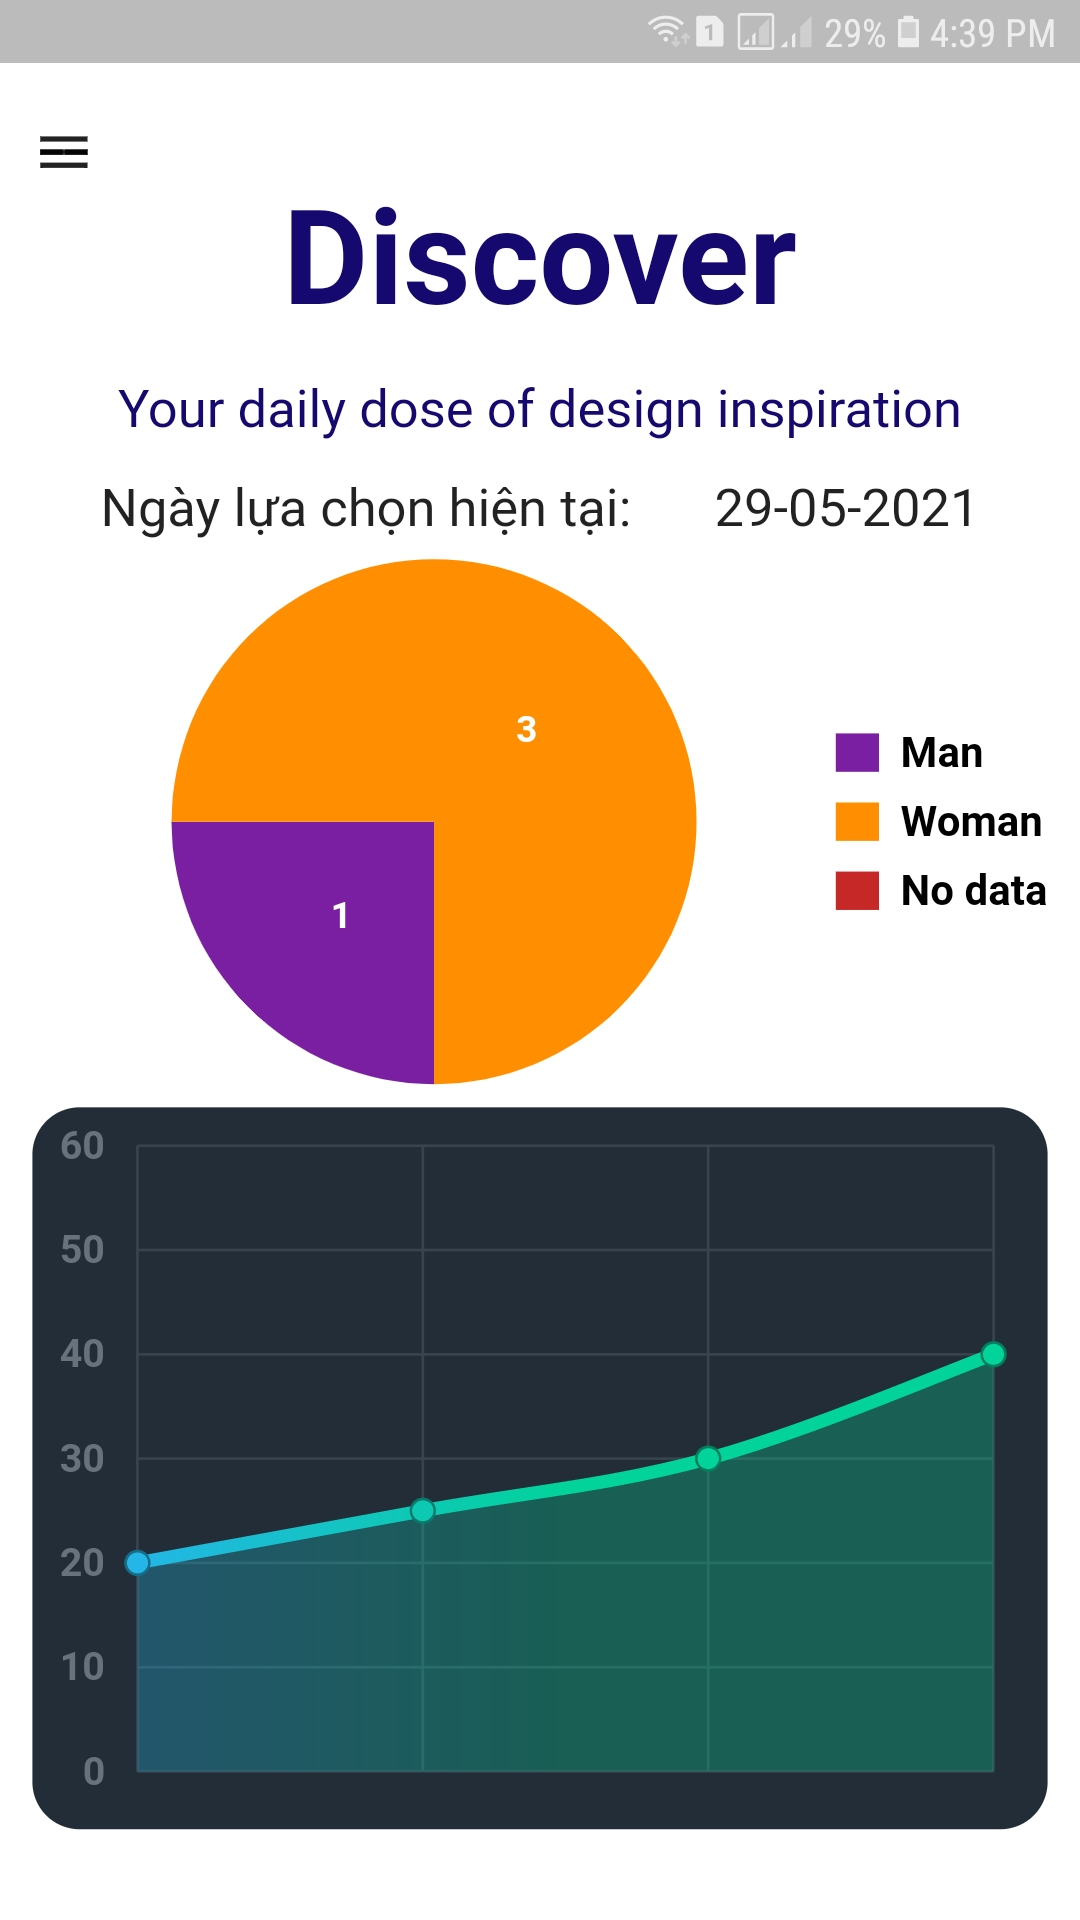 1 29% 4:39 PM
Discover
Your daily dose of design inspiration
Ngày lựa chọn hiện tại: 29-05-2021
3
1
Man
Woman
No data
60
50
40
30
20
10
0